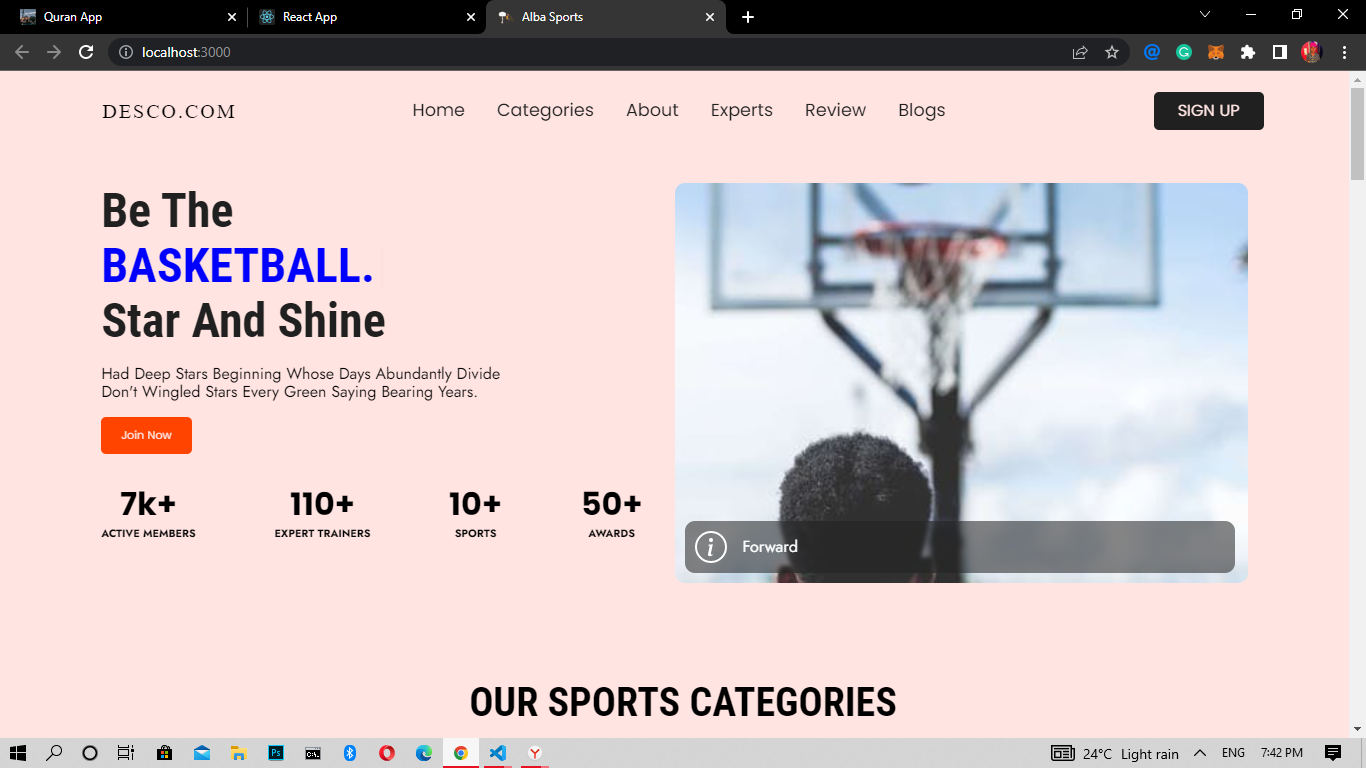 Quran App
React App
Alba Sports
localhost:3000
DESCO.COM
Home
Categories
About
Experts
Review
Blogs
SIGN UP
Be The
BASKETBALL.
Star And Shine
Had Deep Stars Beginning Whose Days Abundantly Divide
Don't Wingled Stars Every Green Saying Bearing Years.
Join Now
7k+
ACTIVE MEMBERS
110+
EXPERT TRAINERS
10+
SPORTS
50+
AWARDS
Forward
OUR SPORTS CATEGORIES
24°C Light rain
ENG
7:42 PM